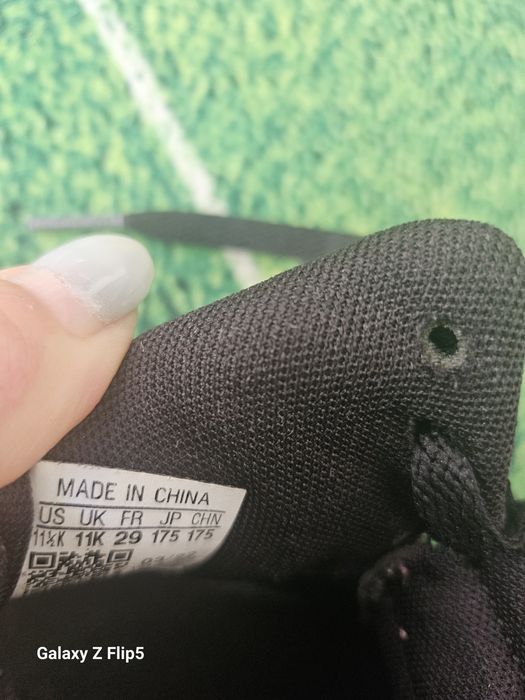 MADE IN CHINA
US UK FR JP CHN
11½K 11K 29 175 175
Galaxy Z Flip5